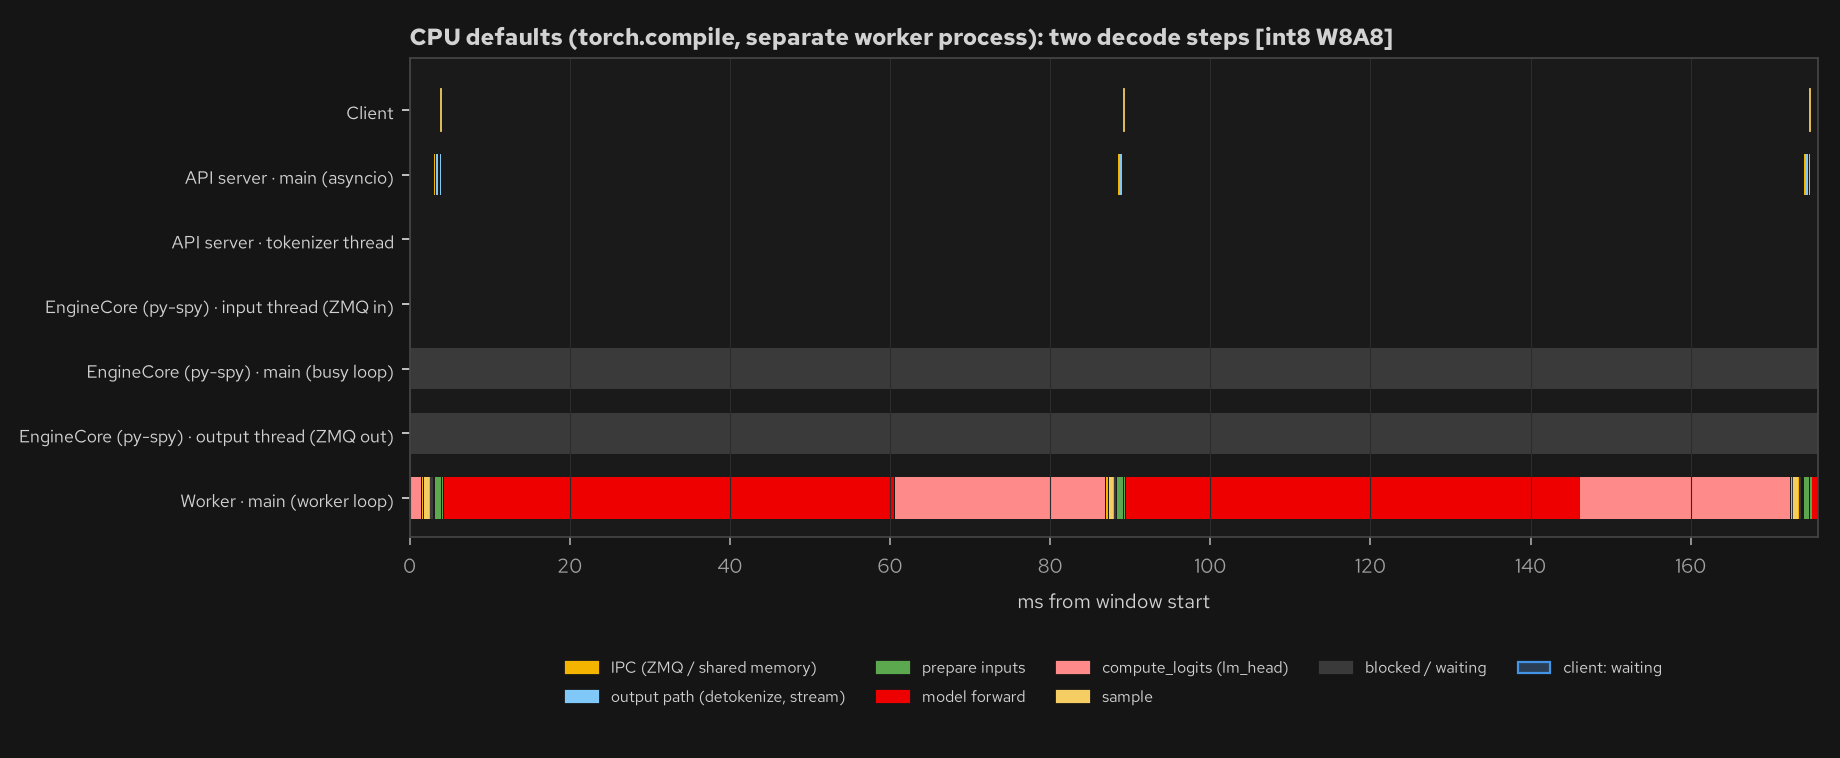 CPU defaults (torch.compile, separate worker process): two decode steps [int8 W8A8]
Client
API server · main (asyncio)
API server · tokenizer thread
EngineCore (py-spy) · input thread (ZMQ in)
EngineCore (py-spy) · main (busy loop)
EngineCore (py-spy) · output thread (ZMQ out)
Worker · main (worker loop)
0 20 40 60 80 100 120 140 160
ms from window start
IPC (ZMQ / shared memory) prepare inputs compute_logits (lm_head) blocked / waiting client: waiting
output path (detokenize, stream) model forward sample